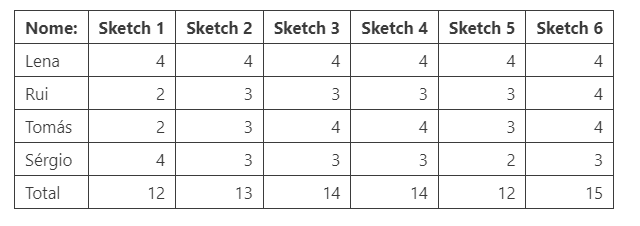 Nome: Sketch 1 Sketch 2 Sketch 3 Sketch 4 Sketch 5 Sketch 6
Lena 4 4 4 4 4 4
Rui 2 3 3 3 3 4
Tomás 2 3 4 4 3 4
Sérgio 4 3 3 3 2 3
Total 12 13 14 14 12 15